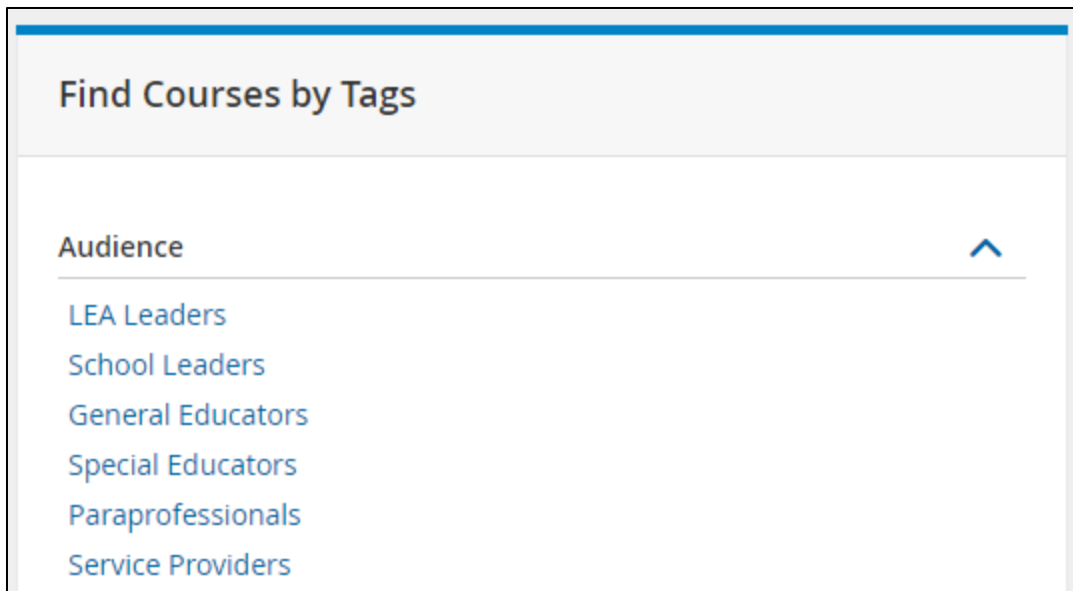 Find Courses by Tags
Audience
LEA Leaders
School Leaders
General Educators
Special Educators
Paraprofessionals
Service Providers